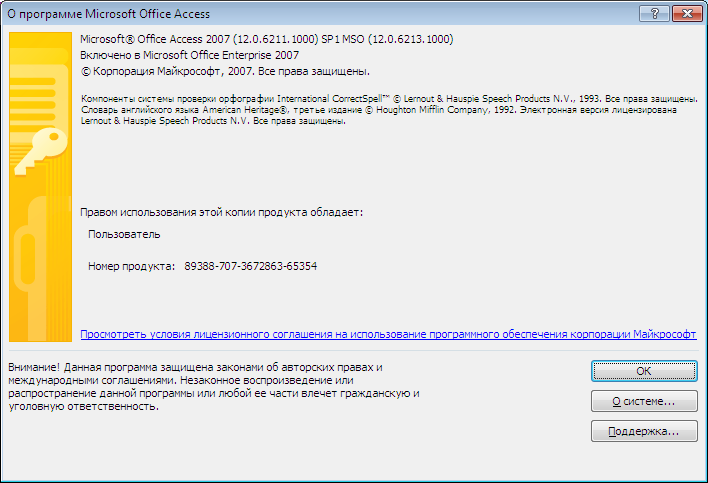 О программе Microsoft Office Access
Microsoft® Office Access 2007 (12.0.6211.1000) SP1 MSO (12.0.6213.1000)
Включено в Microsoft Office Enterprise 2007
© Корпорация Майкрософт, 2007. Все права защищены.
Компоненты системы проверки орфографии International CorrectSpell™ © Lernout & Hauspie Speech Products N.V., 1993. Все права защищены.
Словарь английского языка American Heritage®, третье издание © Houghton Mifflin Company, 1992. Электронная версия лицензирована
Lernout & Hauspie Speech Products N.V. Все права защищены.
Правом использования этой копии продукта обладает:
Пользователь
Номер продукта: 89388-707-3672863-65354
Просмотреть условия лицензионного соглашения на использование программного обеспечения корпорации Майкрософт
Внимание! Данная программа защищена законами об авторских правах и
международными соглашениями. Незаконное воспроизведение или
распространение данной программы или любой ее части влечет гражданскую и
уголовную ответственность.
ОК
О системе...
Поддержка...